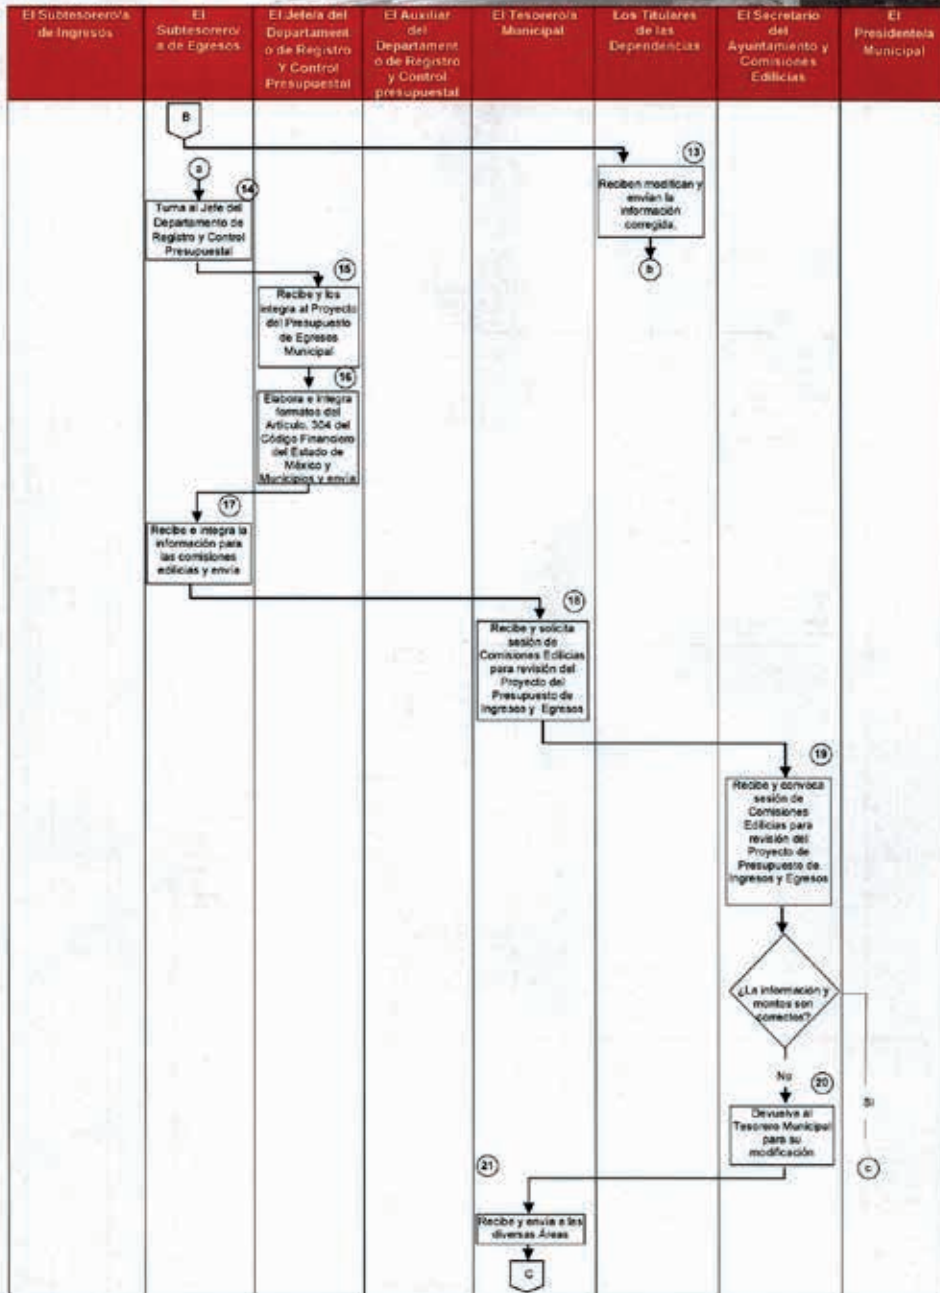 El Subtesorero/a
de Ingresos
El
Subtesorero/
a de Egresos
El Jefe/a del
Departament
o de Registro
Y Control
Presupuestal
El Auxiliar
del
Departament
o de Registro
y Control
presupuestal
El Tesorero/a
Municipal
Los Titulares
de las
Dependencias
El Secretario
del
Ayuntamiento y
Comisiones
Edilicias
El
Presidente/a
Municipal
B
13
Reciben modifican y
envían la
información
corregida.
b
a
14
Turna al Jefe del
Departamento de
Registro y Control
Presupuestal
15
Recibe y los
integra al Proyecto
del Presupuesto
de Egresos
Municipal
16
Elabora e integra
formatos del
Artículo. 304 del
Código Financiero
del Estado de
México y
Municipios y envía
17
Recibe e integra la
información para
las comisiones
edilicias y envía
18
Recibe y solicita
sesión de
Comisiones Edilicias
para revisión del
Proyecto del
Presupuesto de
Ingresos y Egresos
19
Recibe y convoca
sesión de
Comisiones
Edilicias para
revisión del
Proyecto de
Presupuesto de
Ingresos y Egresos
¿La información y
montos son
correctos?
No
Si
20
Devuelve al
Tesorero Municipal
para su
modificación
c
21
Recibe y envía a las
diversas Áreas
C